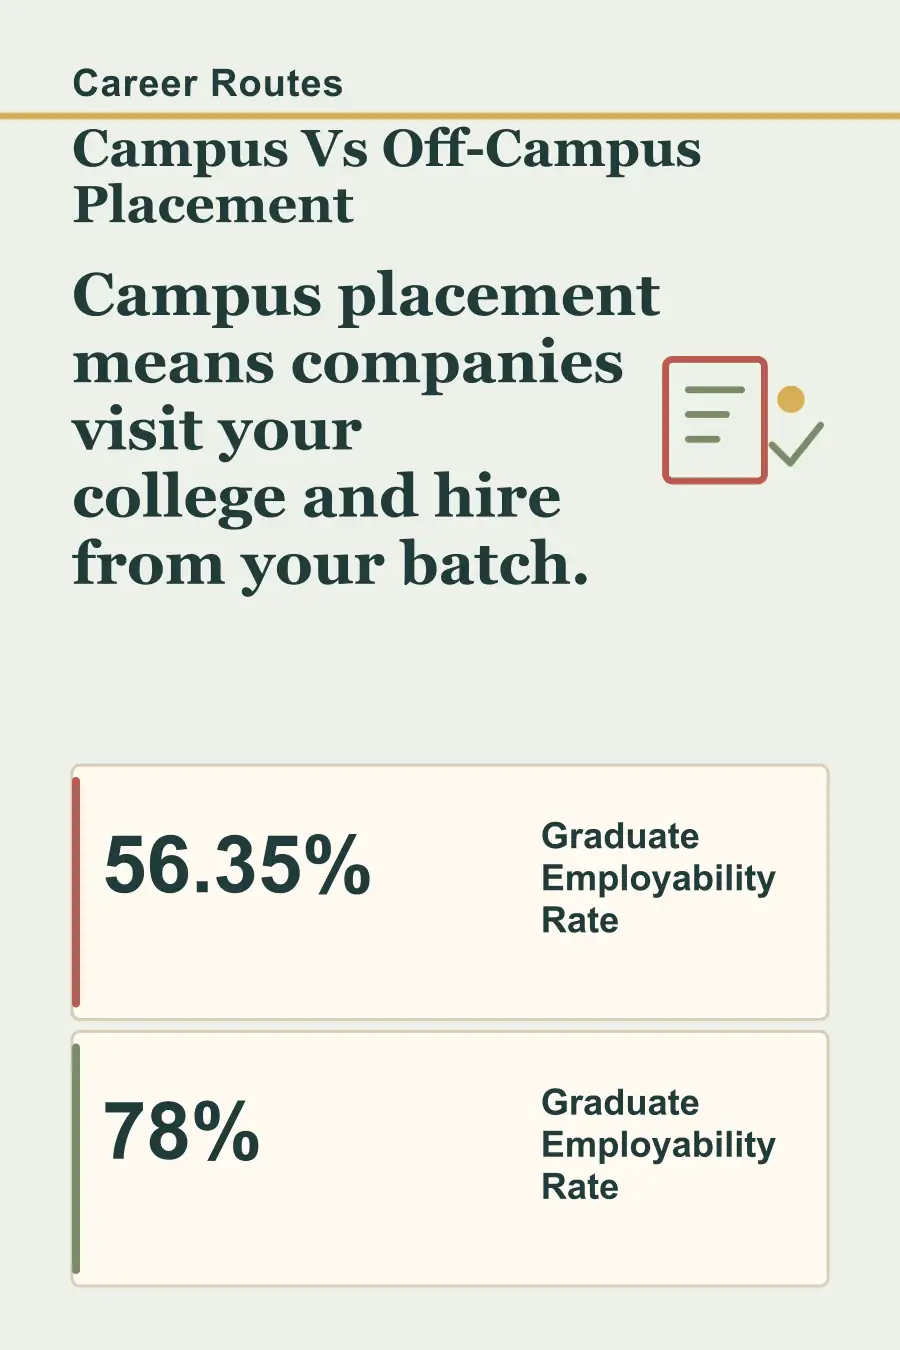 Career Routes
Campus Vs Off-Campus
Placement
Campus placement
means companies
visit your
college and hire
from your batch.
56.35%
Graduate
Employability
Rate
78%
Graduate
Employability
Rate